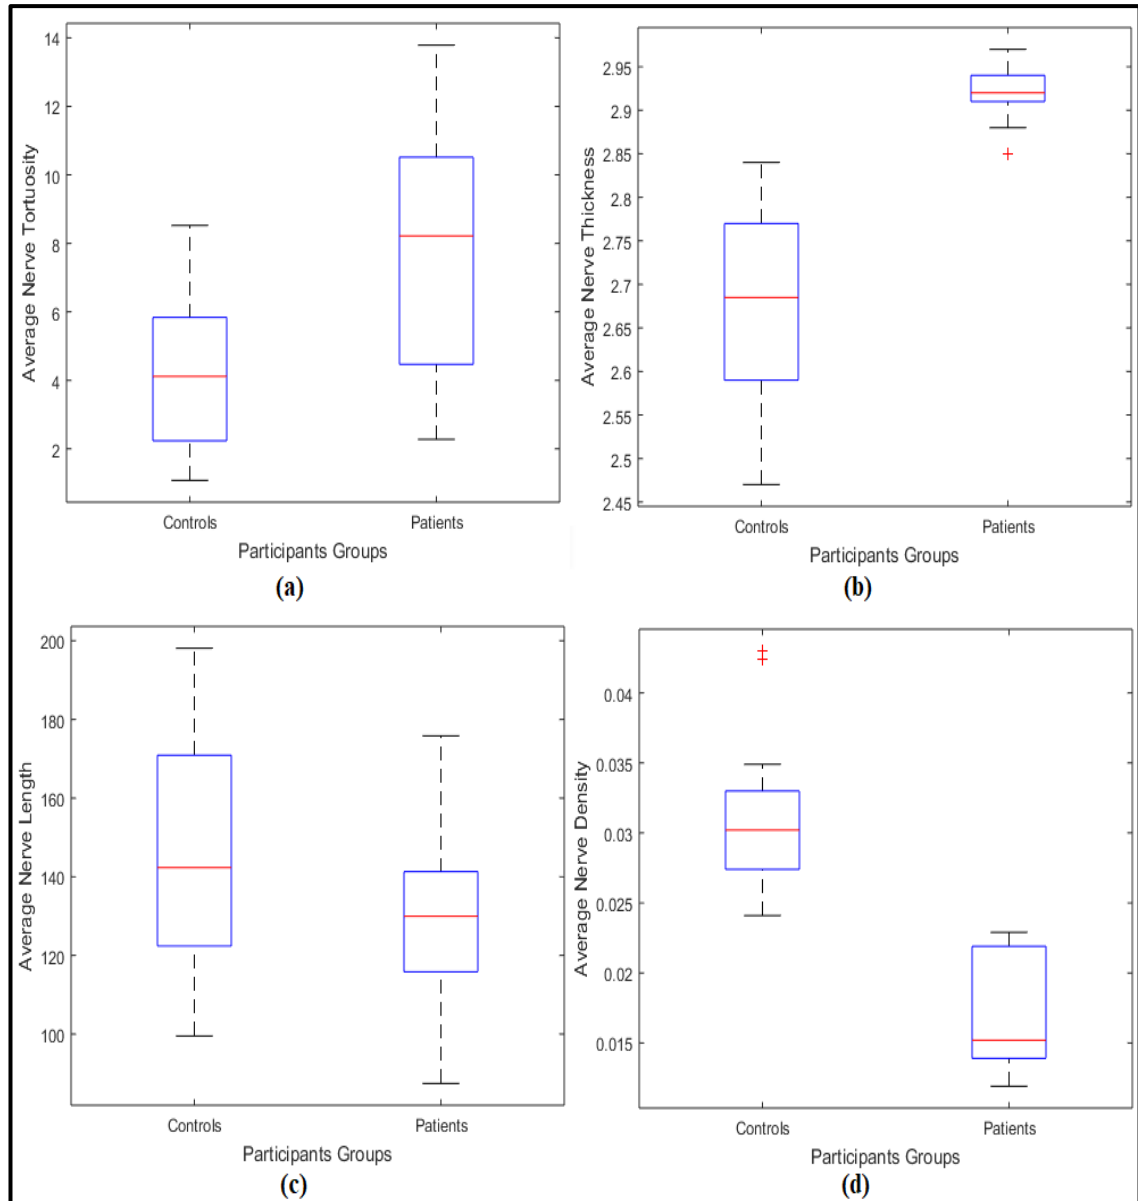 Average Nerve Tortuosity
14
12
10
8
6
4
2
Controls
Patients
Participants Groups
(a)
Average Nerve Thickness
2.95
2.9
2.85
2.8
2.75
2.7
2.65
2.6
2.55
2.5
2.45
Controls
Patients
Participants Groups
(b)
Average Nerve Length
200
180
160
140
120
100
Controls
Patients
Participants Groups
(c)
Average Nerve Density
0.04
0.035
0.03
0.025
0.02
0.015
Controls
Patients
Participants Groups
(d)